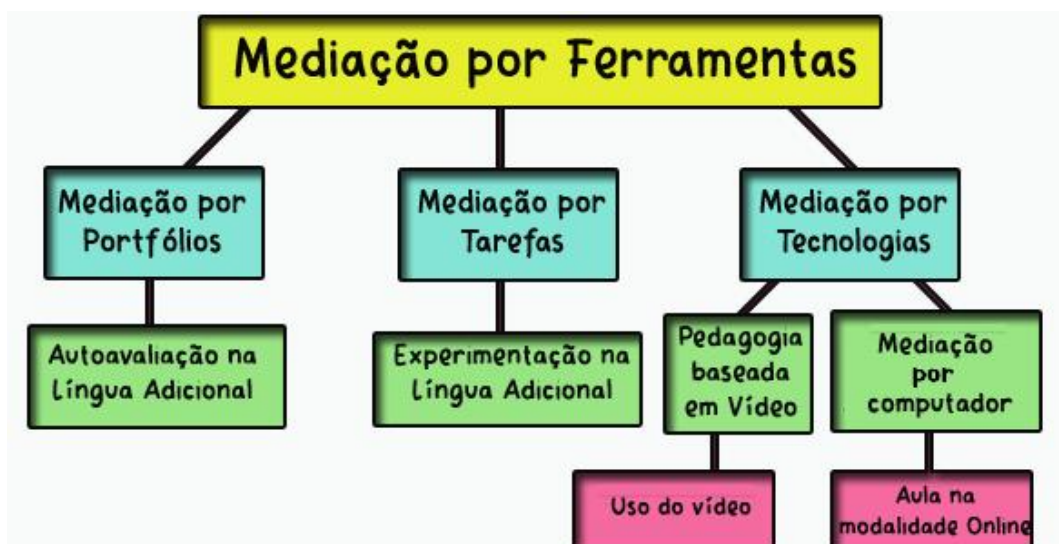 Mediação por Ferramentas
Mediação por
Portfólios
Mediação por
Tarefas
Mediação por
Tecnologias
Autoavaliação na
Língua Adicional
Experimentação na
Língua Adicional
Pedagogia
baseada
em Vídeo
Mediação
por
computador
Uso do vídeo
Aula na
modalidade Online